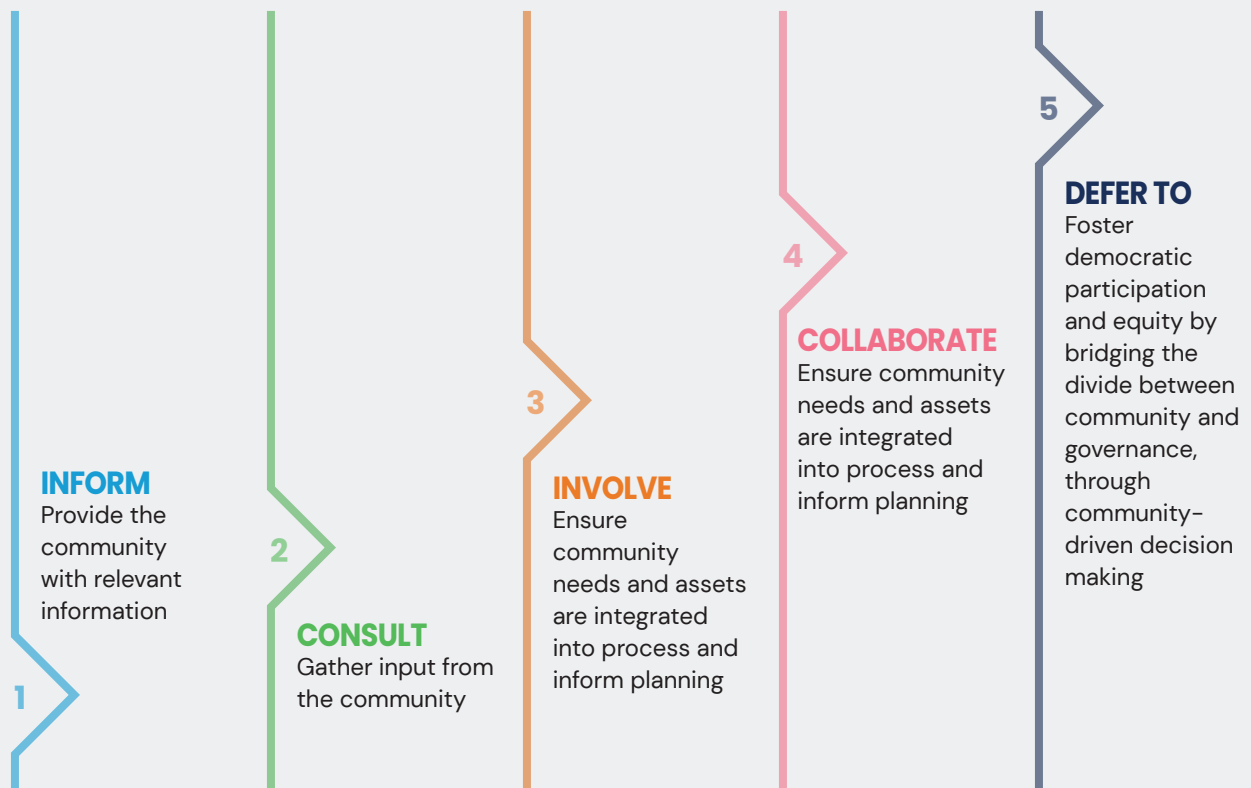 1
INFORM
Provide the
community
with relevant
information
2
CONSULT
Gather input from
the community
3
INVOLVE
Ensure
community
needs and assets
are integrated
into process and
inform planning
4
COLLABORATE
Ensure community
needs and assets
are integrated
into process and
inform planning
5
DEFER TO
Foster
democratic
participation
and equity by
bridging the
divide between
community and
governance,
through
community-
driven decision
making